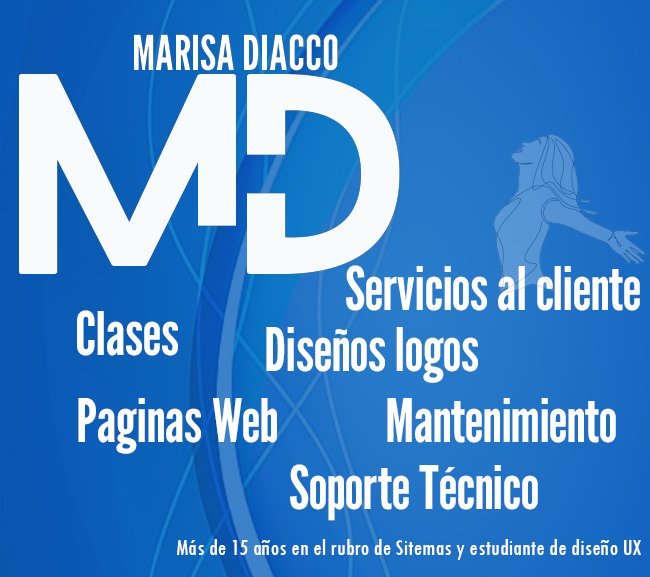 MARISA DIACCO
MD
Servicios al cliente
Clases
Diseños logos
Paginas Web
Mantenimiento
Soporte Técnico
Más de 15 años en el rubro de Sitemas y estudiante de diseño UX